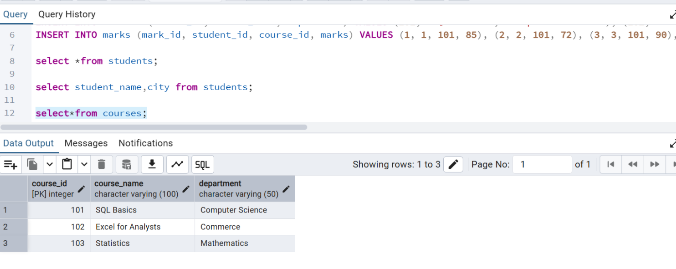 Query Query History
6 INSERT INTO marks (mark_id, student_id, course_id, marks) VALUES (1, 1, 101, 85), (2, 2, 101, 72), (3, 3, 101, 90),
7
8 select *from students;
9
10 select student_name,city from students;
11
12 select*from courses;
Data Output Messages Notifications
SQL Showing rows: 1 to 3 Page No: 1 of 1
course_id course_name department
[PK] integer character varying (100) character varying (50)
1 101 SQL Basics Computer Science
2 102 Excel for Analysts Commerce
3 103 Statistics Mathematics